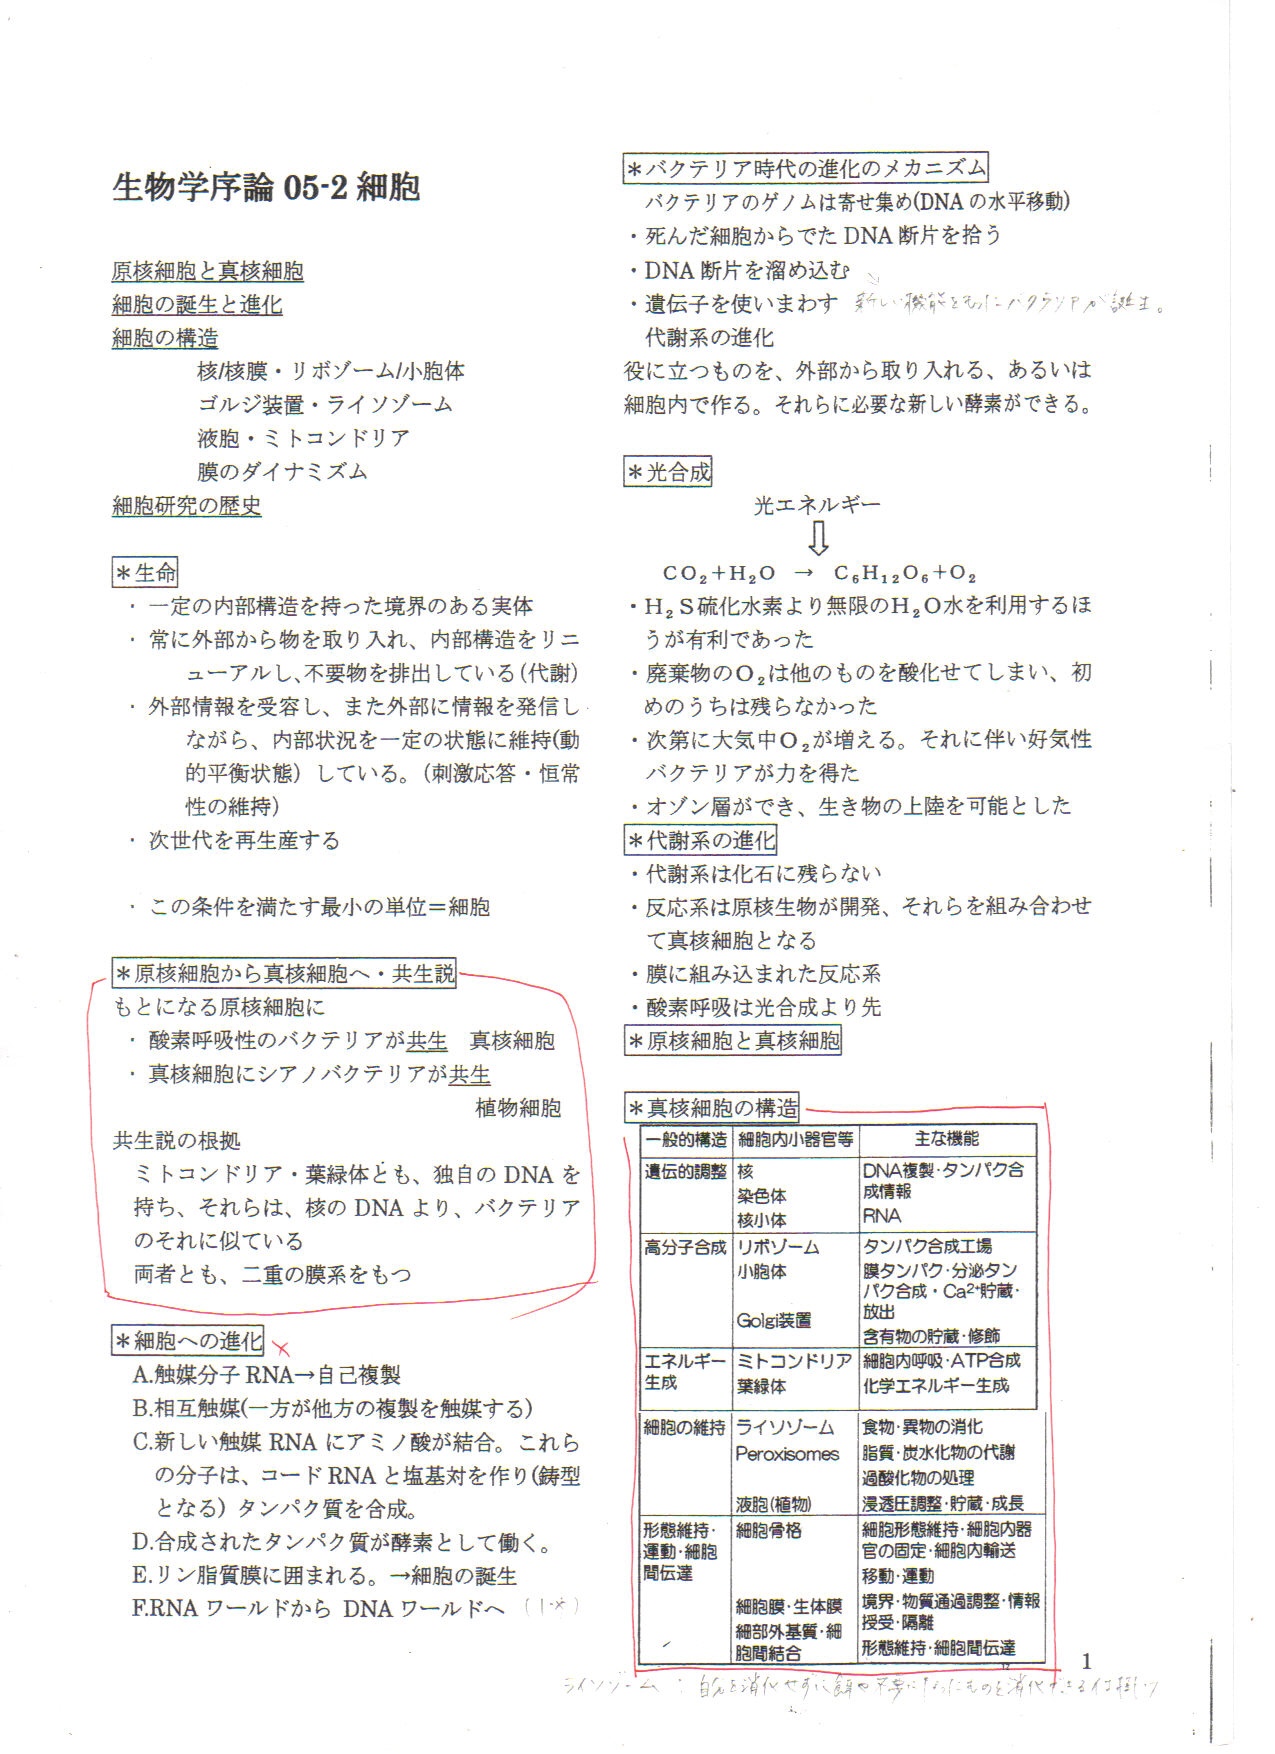 生物学序論 05-2 細胞
原核細胞と真核細胞
細胞の誕生と進化
細胞の構造
核/核膜・リボゾーム/小胞体
ゴルジ装置・ライソゾーム
液胞・ミトコンドリア
膜のダイナミズム
細胞研究の歴史
＊生命
・ 一定の内部構造を持った境界のある実体
・ 常に外部から物を取り入れ、内部構造をリニ
ューアルし、不要物を排出している(代謝)
・ 外部情報を受容し、また外部に情報を発信し
ながら、内部状況を一定の状態に維持(動
的平衡状態）している。（刺激応答・恒常
性の維持）
・ 次世代を再生産する
・ この条件を満たす最小の単位＝細胞
＊原核細胞から真核細胞へ・共生説
もとになる原核細胞に
・ 酸素呼吸性のバクテリアが共生　真核細胞
・ 真核細胞にシアノバクテリアが共生
植物細胞
共生説の根拠
ミトコンドリア・葉緑体とも、独自の DNA を
持ち、それらは、核の DNA より、バクテリア
のそれに似ている
両者とも、二重の膜系をもつ
＊細胞への進化
A.触媒分子 RNA→自己複製
B.相互触媒(一方が他方の複製を触媒する）
C.新しい触媒 RNA にアミノ酸が結合。これら
の分子は、コード RNA と塩基対を作り(鋳型
となる）タンパク質を合成。
D.合成されたタンパク質が酵素として働く。
E.リン脂質膜に囲まれる。→細胞の誕生
F.RNA ワールドから DNA ワールドへ
＊バクテリア時代の進化のメカニズム
バクテリアのゲノムは寄せ集め(DNA の水平移動)
・死んだ細胞からでた DNA 断片を拾う
・DNA 断片を溜め込む
・遺伝子を使いまわす 新しい機能をもったバクテリアが誕生。
代謝系の進化
役に立つものを、外部から取り入れる、あるいは
細胞内で作る。それらに必要な新しい酵素ができる。
＊光合成
光エネルギー
⇩
CO₂＋H₂O → C₆H₁₂O₆＋O₂
・H₂S硫化水素より無限のH₂O水を利用するほ
うが有利であった
・廃棄物のO₂は他のものを酸化せてしまい、初
めのうちは残らなかった
・次第に大気中O₂が増える。それに伴い好気性
バクテリアが力を得た
・オゾン層ができ、生き物の上陸を可能とした
＊代謝系の進化
・代謝系は化石に残らない
・反応系は原核生物が開発、それらを組み合わせ
て真核細胞となる
・膜に組み込まれた反応系
・酸素呼吸は光合成より先
＊原核細胞と真核細胞
＊真核細胞の構造
一般的構造 細胞内小器官等 主な機能
遺伝的調整 核 DNA複製・タンパク合
染色体 成情報
核小体 RNA
高分子合成 リボゾーム タンパク合成工場
小胞体 膜タンパク・分泌タン
パク合成・Ca²⁺貯蔵・
Golgi装置 放出
含有物の貯蔵・修飾
エネルギー ミトコンドリア 細胞内呼吸・ATP合成
生成 葉緑体 化学エネルギー生成
細胞の維持 ライソゾーム 食物・異物の消化
Peroxisomes 脂質・炭水化物の代謝
過酸化物の処理
液胞(植物) 浸透圧調整・貯蔵・成長
形態維持・ 細胞骨格 細胞形態維持・細胞内器
運動・細胞 官の固定・細胞内輸送
間伝達 移動・運動
細胞膜・生体膜 境界・物質通過調整・情報
授受・隔離
細部外基質・細 形態維持・細胞間伝達
胞間結合
1
ライソゾーム：自分を消化せずに餌や不要になったものを消化できる仕掛け